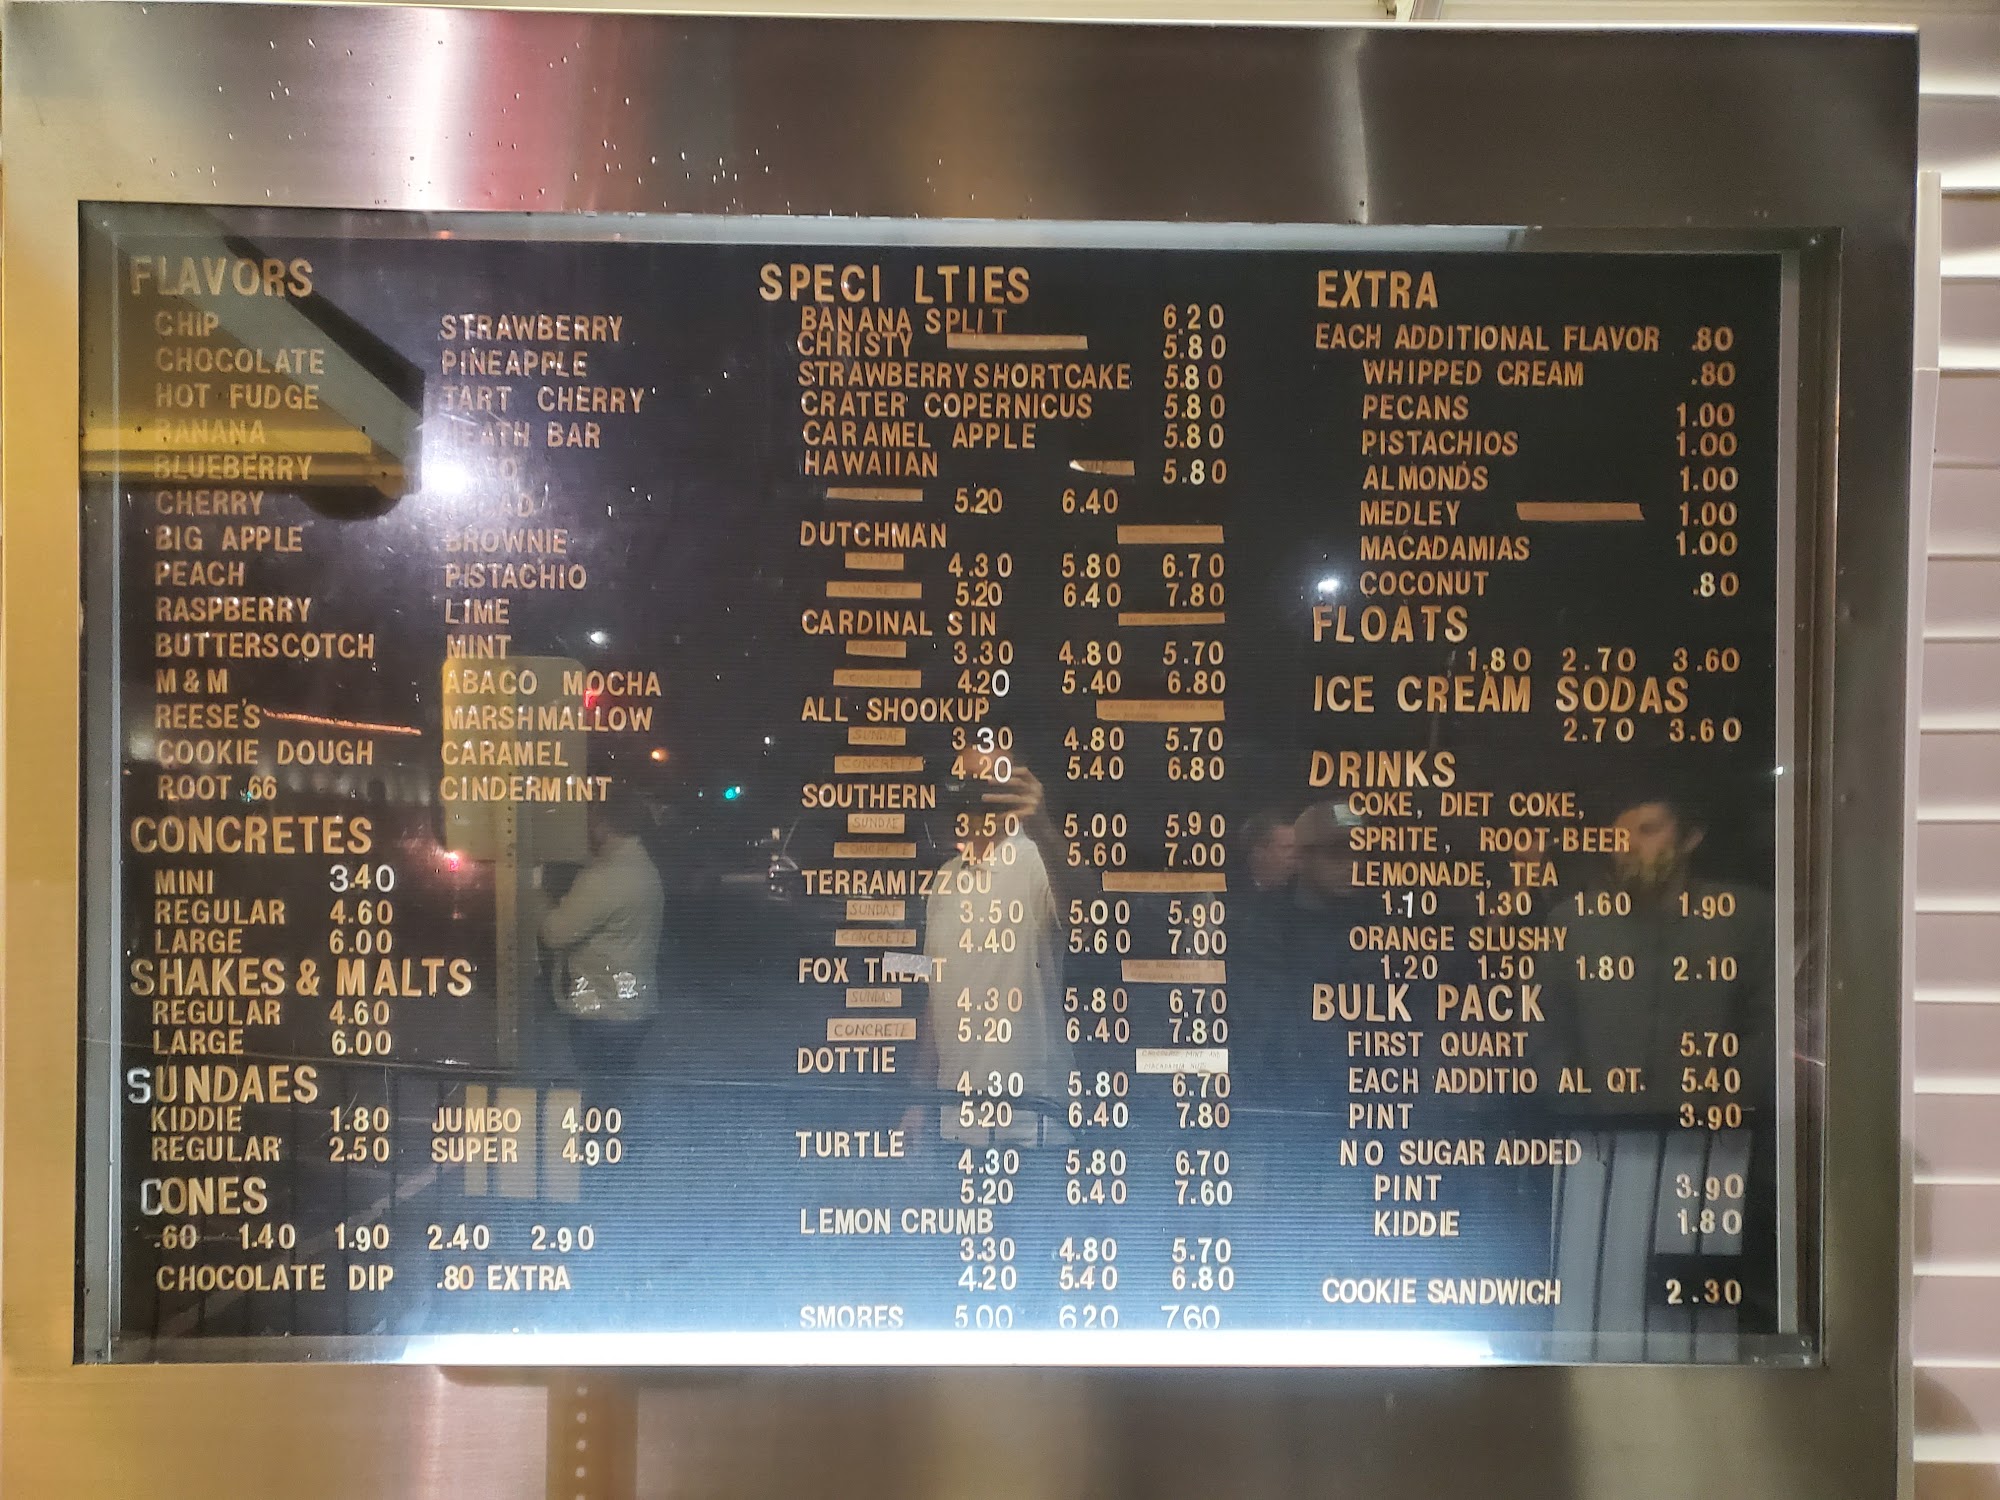 FLAVORS
CHIP
CHOCOLATE
HOT FUDGE
BANANA
BLUEBERRY
CHERRY
BIG APPLE
PEACH
RASPBERRY
BUTTERSCOTCH
M & M
REESE'S
COOKIE DOUGH
ROOT 66
STRAWBERRY
PINEAPPLE
TART CHERRY
HEATH BAR
BROWNIE
PISTACHIO
LIME
MINT
ABACO MOCHA
MARSHMALLOW
CARAMEL
CINDERMINT
CONCRETES
MINI 3.40
REGULAR 4.60
LARGE 6.00
SHAKES & MALTS
REGULAR 4.60
LARGE 6.00
SUNDAES
KIDDIE 1.80 JUMBO 4.00
REGULAR 2.50 SUPER 4.90
CONES
.60 1.40 1.90 2.40 2.90
CHOCOLATE DIP .80 EXTRA
SPECI LTIES
BANANA SPLIT 6.20
CHRISTY 5.80
STRAWBERRY SHORTCAKE 5.80
CRATER COPERNICUS 5.80
CARAMEL APPLE 5.80
HAWAIIAN 5.80
5.20 6.40
DUTCHMAN
SUNDAE 4.30 5.80 6.70
CONCRETE 5.20 6.40 7.80
CARDINAL SIN
SUNDAE 3.30 4.80 5.70
CONCRETE 4.20 5.40 6.80
ALL SHOOKUP
SUNDAE 3.30 4.80 5.70
CONCRETE 4.20 5.40 6.80
SOUTHERN
SUNDAE 3.50 5.00 5.90
CONCRETE 4.40 5.60 7.00
TERRAMIZZOU
SUNDAE 3.50 5.00 5.90
CONCRETE 4.40 5.60 7.00
FOX TREAT
SUNDAE 4.30 5.80 6.70
CONCRETE 5.20 6.40 7.80
DOTTIE
4.30 5.80 6.70
5.20 6.40 7.80
TURTLE
4.30 5.80 6.70
5.20 6.40 7.60
LEMON CRUMB
3.30 4.80 5.70
4.20 5.40 6.80
SMORES 5 00 6 20 7 60
EXTRA
EACH ADDITIONAL FLAVOR .80
WHIPPED CREAM .80
PECANS 1.00
PISTACHIOS 1.00
ALMONDS 1.00
MEDLEY 1.00
MACADAMIAS 1.00
COCONUT .80
FLOATS
1.80 2.70 3.60
ICE CREAM SODAS
2.70 3.60
DRINKS
COKE, DIET COKE,
SPRITE, ROOT-BEER
LEMONADE, TEA
1.10 1.30 1.60 1.90
ORANGE SLUSHY
1.20 1.50 1.80 2.10
BULK PACK
FIRST QUART 5.70
EACH ADDITIO AL QT. 5.40
PINT 3.90
NO SUGAR ADDED
PINT 3.90
KIDDIE 1.80
COOKIE SANDWICH 2.30